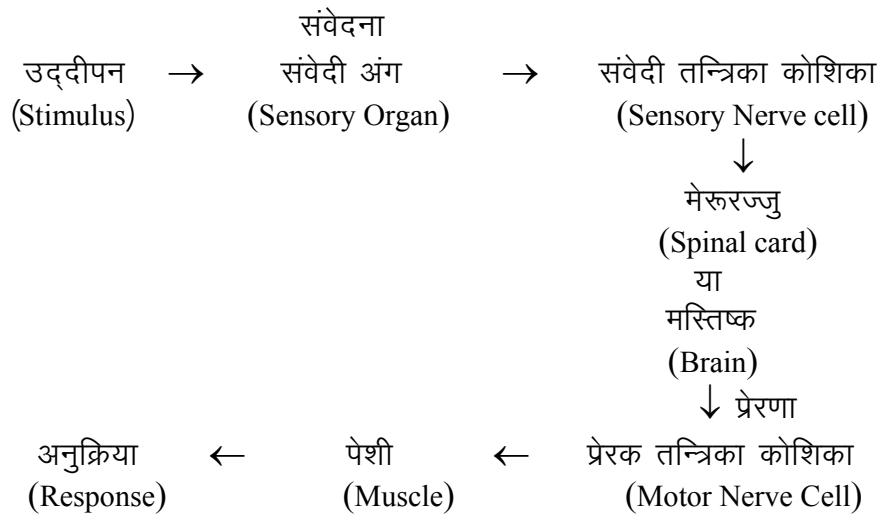 संवेदना
उद्दीपन → संवेदी अंग → संवेदी तन्त्रिका कोशिका
(Stimulus) (Sensory Organ) (Sensory Nerve cell)
↓
मेरूरज्जु
(Spinal card)
या
मस्तिष्क
(Brain)
↓ प्रेरणा
अनुक्रिया ← पेशी ← प्रेरक तन्त्रिका कोशिका
(Response) (Muscle) (Motor Nerve Cell)